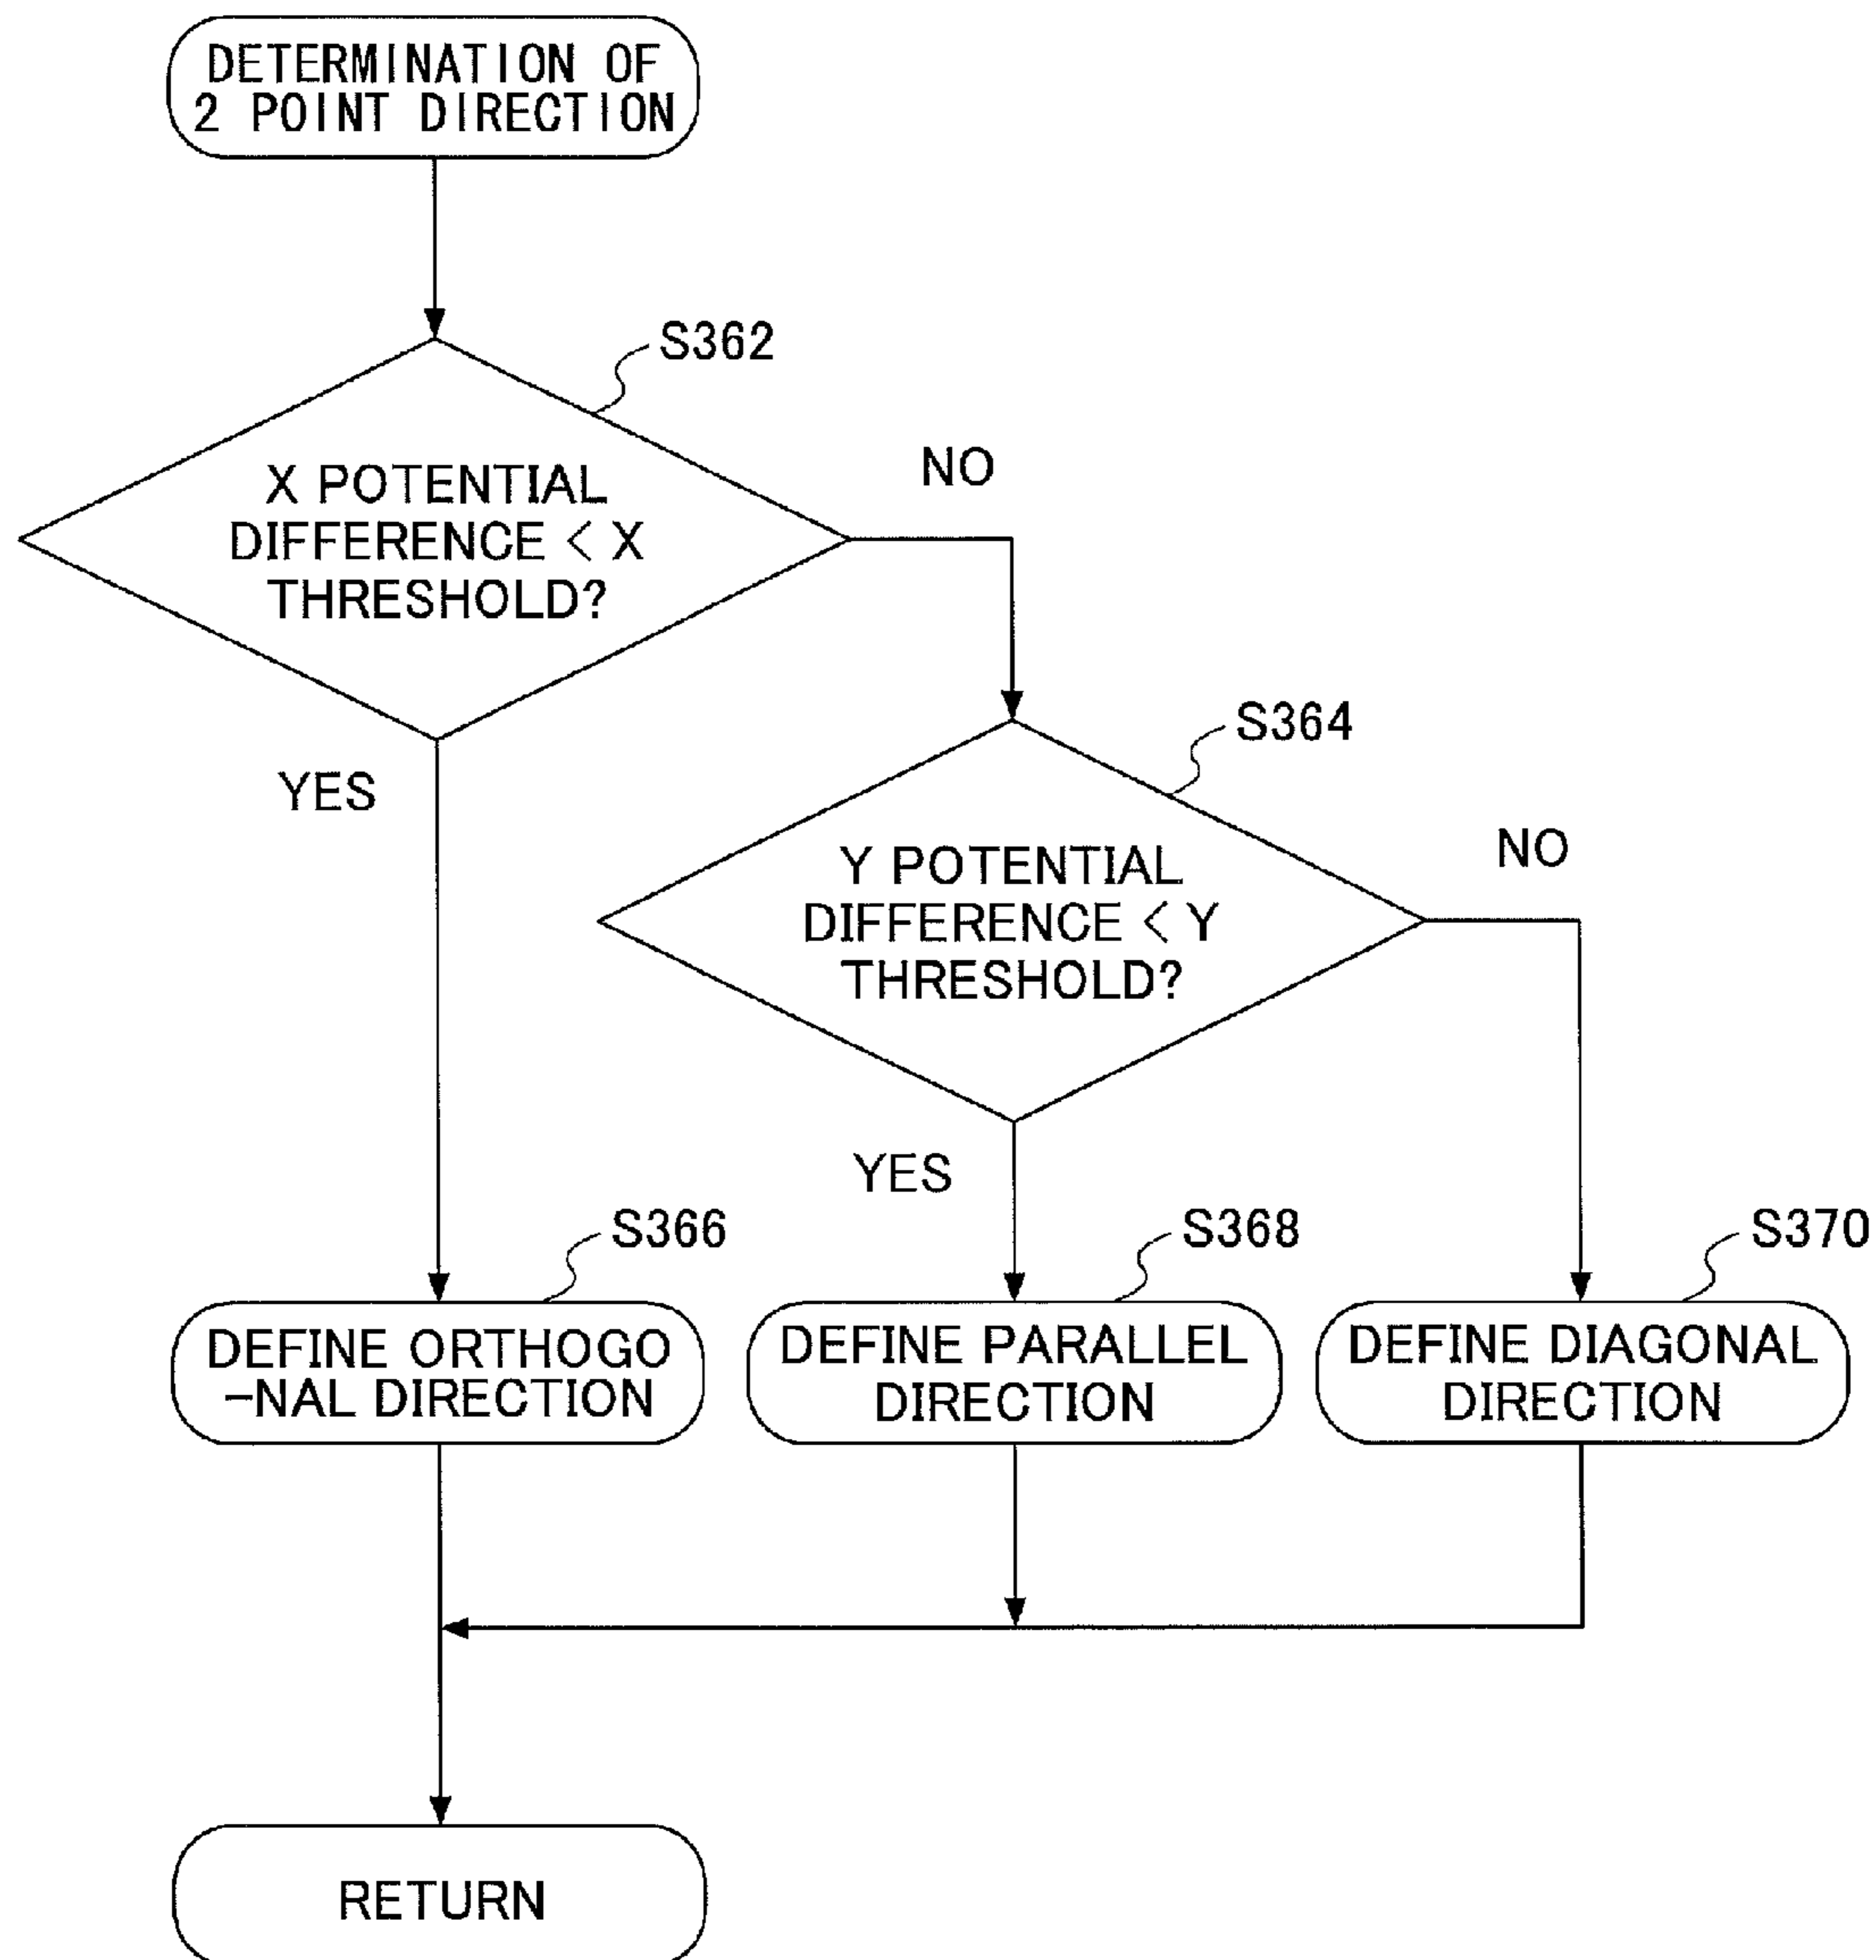 DETERMINATION OF
2 POINT DIRECTION
S362
X POTENTIAL
DIFFERENCE < X
THRESHOLD?
NO
YES
S364
Y POTENTIAL
DIFFERENCE < Y
THRESHOLD?
NO
YES
S366
DEFINE ORTHOGO
-NAL DIRECTION
S368
DEFINE PARALLEL
DIRECTION
S370
DEFINE DIAGONAL
DIRECTION
RETURN